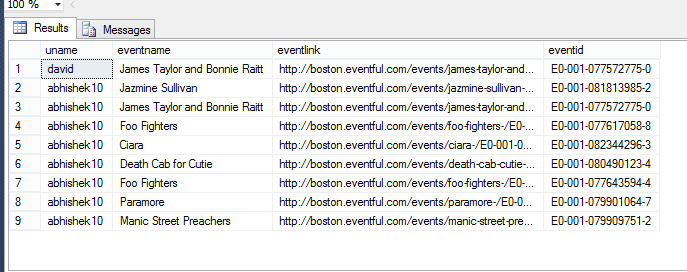 100 %
Results Messages
uname eventname eventlink eventid
1 david James Taylor and Bonnie Raitt http://boston.eventful.com/events/james-taylor-and... E0-001-077572775-0
2 abhishek10 Jazmine Sullivan http://boston.eventful.com/events/jazmine-sullivan-... E0-001-081813985-2
3 abhishek10 James Taylor and Bonnie Raitt http://boston.eventful.com/events/james-taylor-and... E0-001-077572775-0
4 abhishek10 Foo Fighters http://boston.eventful.com/events/foo-fighters-/E0-... E0-001-077617058-8
5 abhishek10 Ciara http://boston.eventful.com/events/ciara-/E0-001-0... E0-001-082344296-3
6 abhishek10 Death Cab for Cutie http://boston.eventful.com/events/death-cab-cutie-... E0-001-080490123-4
7 abhishek10 Foo Fighters http://boston.eventful.com/events/foo-fighters-/E0-... E0-001-077643594-4
8 abhishek10 Paramore http://boston.eventful.com/events/paramore-/E0-0... E0-001-079901064-7
9 abhishek10 Manic Street Preachers http://boston.eventful.com/events/manic-street-pre... E0-001-079909751-2